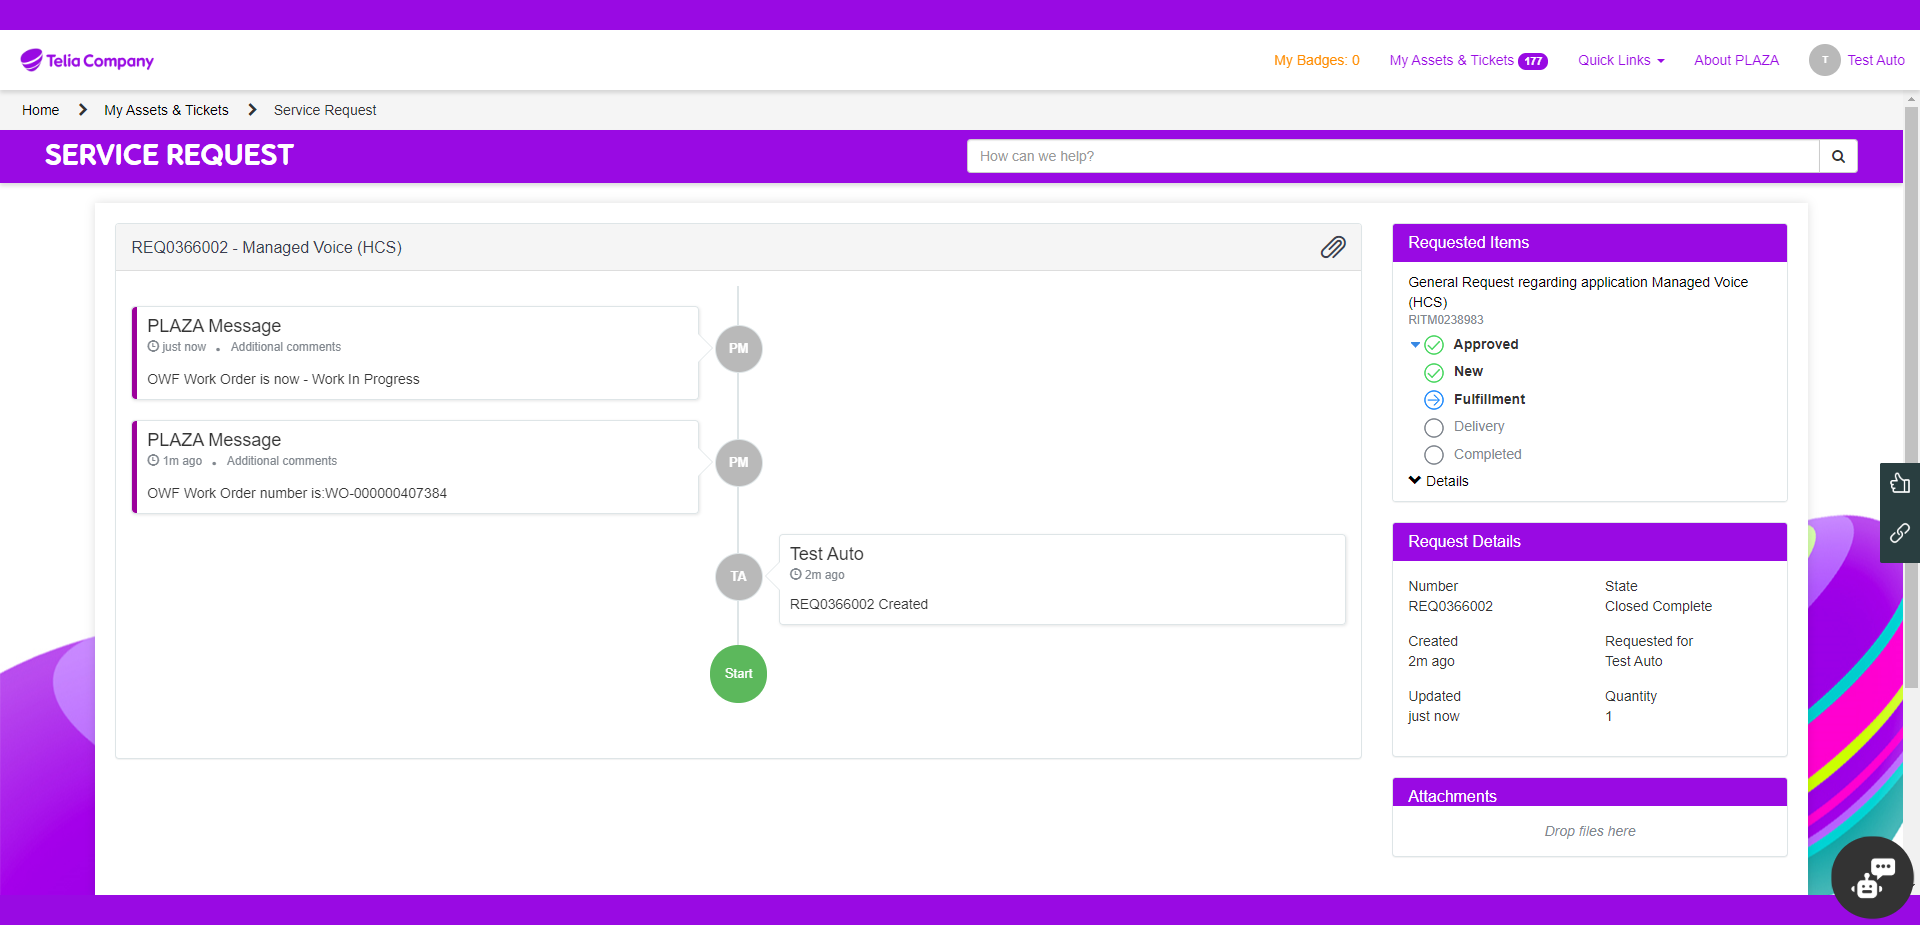 Telia Company
My Badges: 0
My Assets & Tickets 177
Quick Links
About PLAZA
T
Test Auto
Home
My Assets & Tickets
Service Request
SERVICE REQUEST
How can we help?
REQ0366002 - Managed Voice (HCS)
PLAZA Message
just now . Additional comments
OWF Work Order is now - Work In Progress
PM
PLAZA Message
1m ago . Additional comments
OWF Work Order number is:WO-000000407384
PM
TA
Test Auto
2m ago
REQ0366002 Created
Start
Requested Items
General Request regarding application Managed Voice
(HCS)
RITM0238983
Approved
New
Fulfillment
Delivery
Completed
Details
Request Details
Number
REQ0366002
State
Closed Complete
Created
2m ago
Requested for
Test Auto
Updated
just now
Quantity
1
Attachments
Drop files here